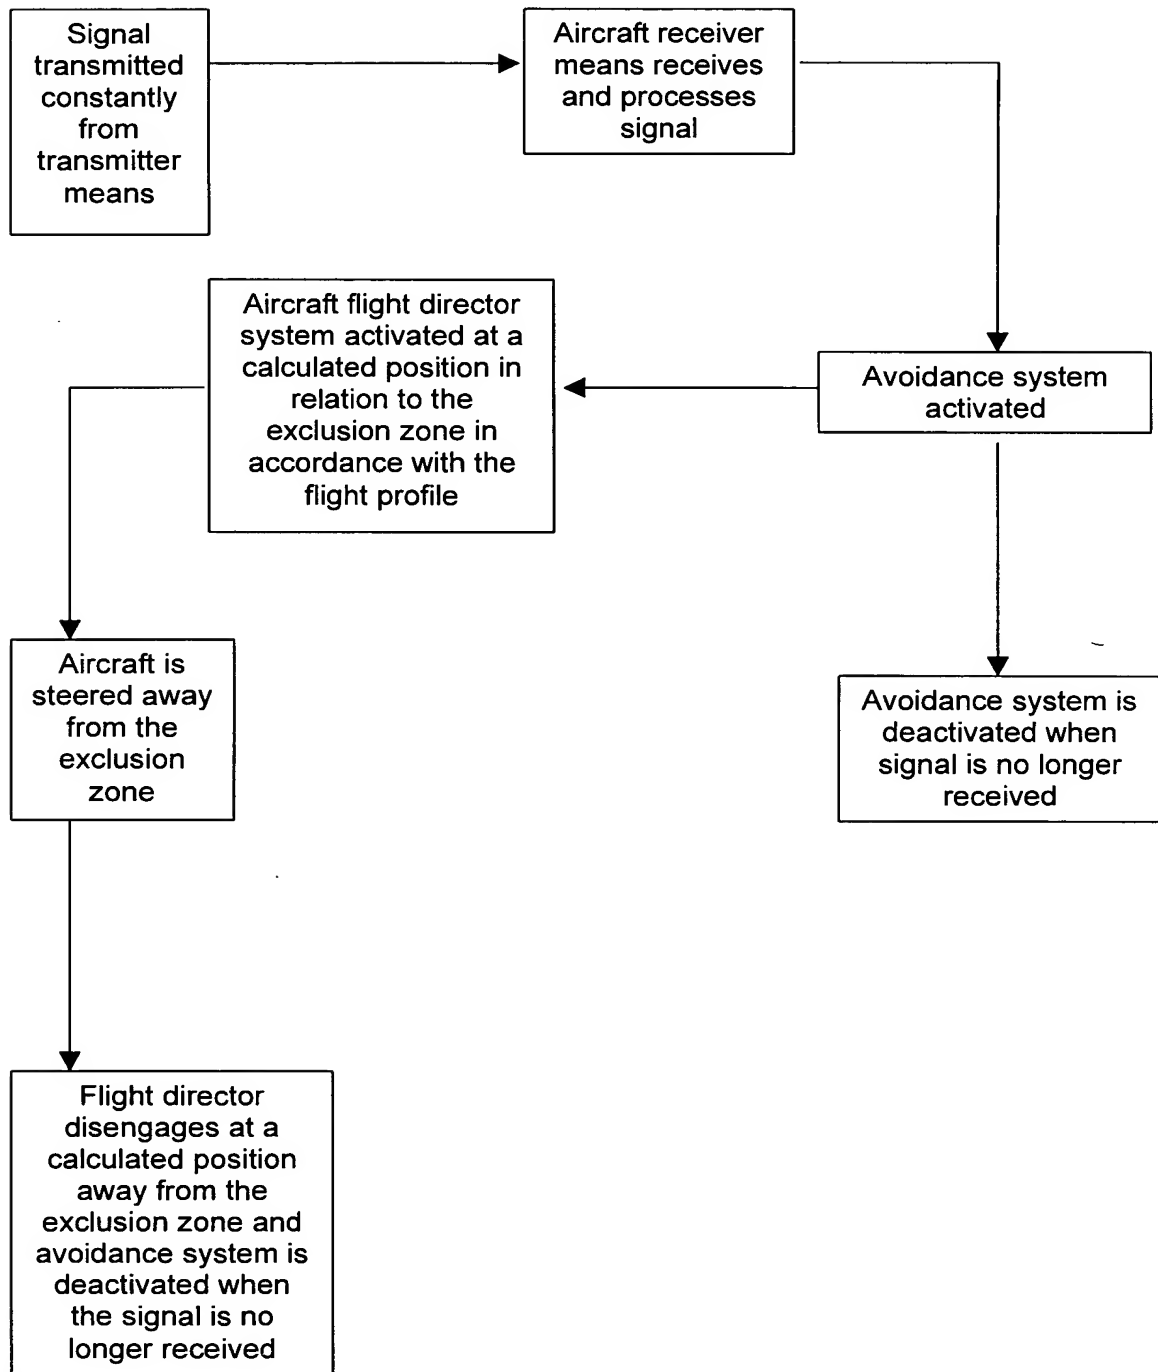 Signal
transmitted
constantly
from
transmitter
means
Aircraft receiver
means receives
and processes
signal
Aircraft flight director
system activated at a
calculated position in
relation to the
exclusion zone in
accordance with the
flight profile
Avoidance system
activated
Aircraft is
steered away
from the
exclusion
zone
Avoidance system is
deactivated when
signal is no longer
received
Flight director
disengages at a
calculated position
away from the
exclusion zone and
avoidance system is
deactivated when
the signal is no
longer received